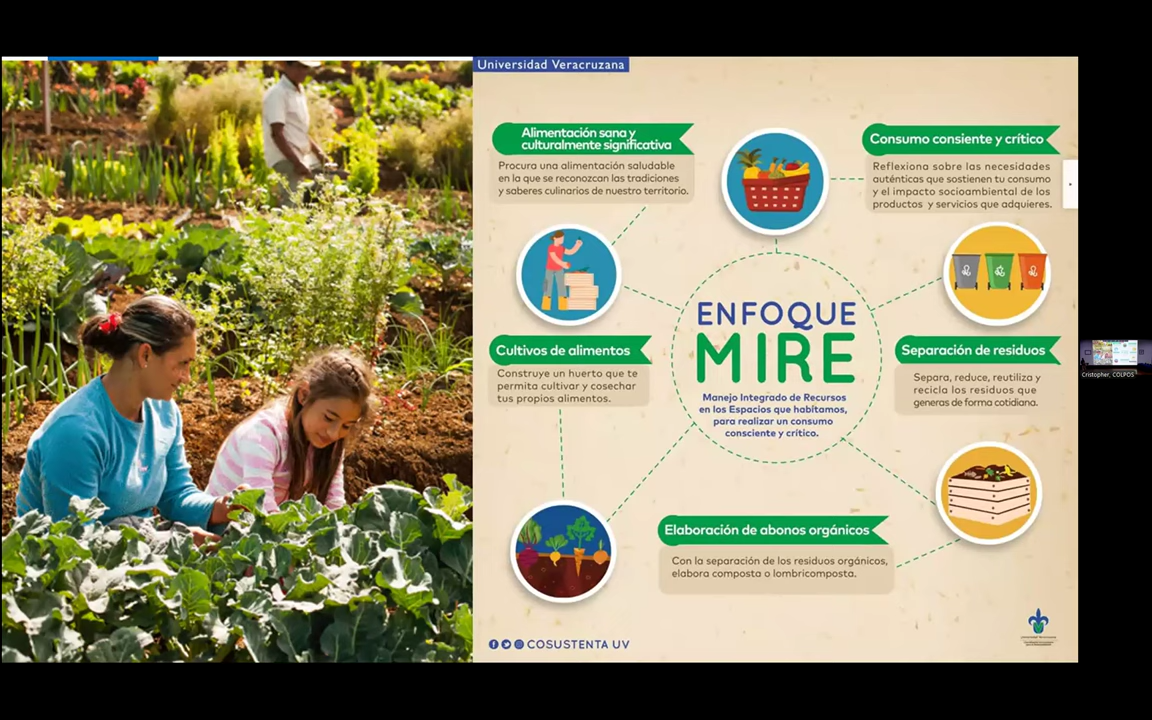 Universidad Veracruzana
Alimentación sana y
culturalmente significativa
Procura una alimentación saludable
en la que se reconozcan las tradiciones
y saberes culinarios de nuestro territorio.
Consumo consiente y crítico
Reflexiona sobre las necesidades
auténticas que sostienen tu consumo
y el impacto socioambiental de los
productos y servicios que adquieres.
ENFOQUE
MIRE
Manejo Integrado de Recursos
en los Espacios que habitamos,
para realizar un consumo
consciente y crítico.
Cultivos de alimentos
Construye un huerto que te
permita cultivar y cosechar
tus propios alimentos.
Separación de residuos
Separa, reduce, reutiliza y
recicla los residuos que
generas de forma cotidiana.
Elaboración de abonos orgánicos
Con la separación de los residuos orgánicos,
elabora composta o lombricomposta.
COSUSTENTA UV
Cristopher, COLPOS